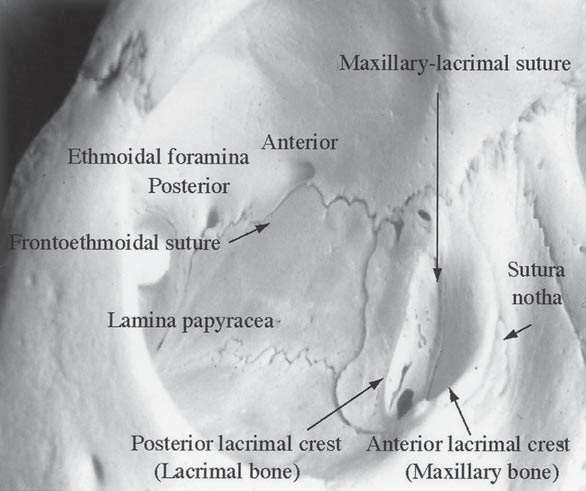 Maxillary-lacrimal suture
Anterior
Ethmoidal foramina
Posterior
Frontoethmoidal suture
Sutura
notha
Lamina papyracea
Posterior lacrimal crest
(Lacrimal bone)
Anterior lacrimal crest
(Maxillary bone)